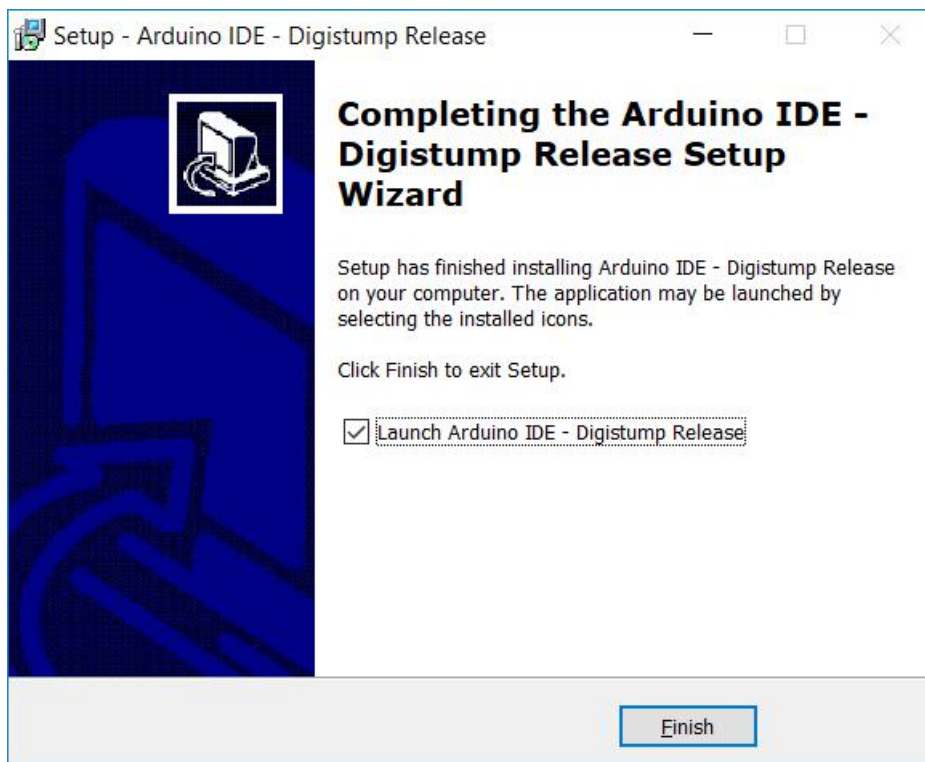 Setup - Arduino IDE - Digistump Release
Completing the Arduino IDE -
Digistump Release Setup
Wizard
Setup has finished installing Arduino IDE - Digistump Release
on your computer. The application may be launched by
selecting the installed icons.
Click Finish to exit Setup.
Launch Arduino IDE - Digistump Release
Finish